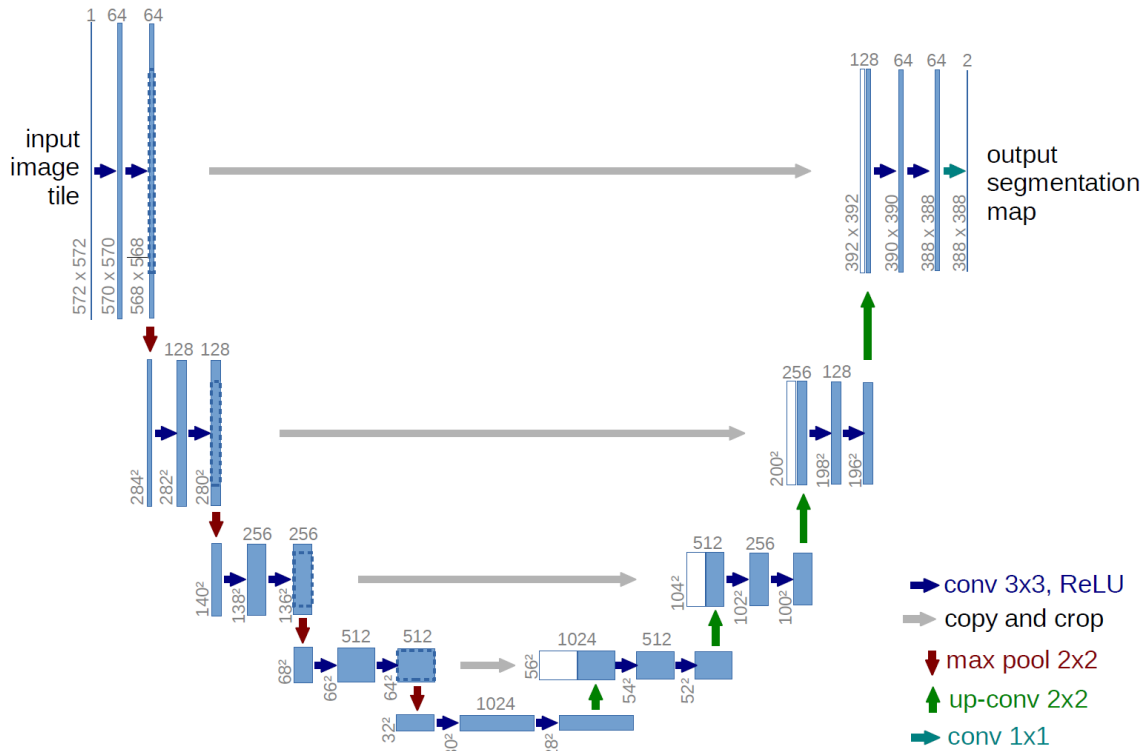 1 64 64
input
image
tile
572 x 572
570 x 570
568 x 568
128 64 64 2
392 x 392
390 x 390
388 x 388
388 x 388
output
segmentation
map
128 128
284²
282²
280²
256 128
200²
198²
196²
256 256
140²
138²
136²
512 256
104²
102²
100²
512 512
68²
66²
64²
1024 512
56²
54²
52²
1024
32²
conv 3x3, ReLU
copy and crop
max pool 2x2
up-conv 2x2
conv 1x1